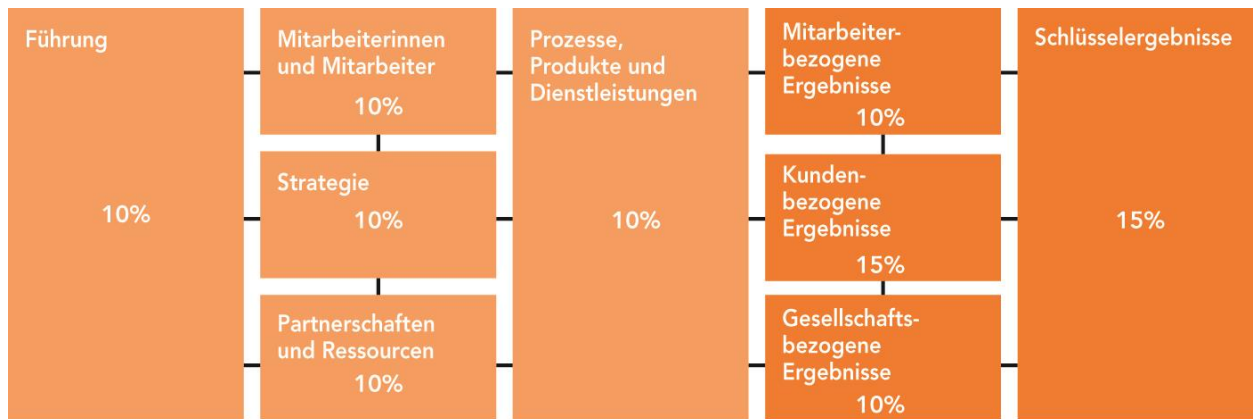 Führung
10%
Mitarbeiterinnen
und Mitarbeiter
10%
Strategie
10%
Partnerschaften
und Ressourcen
10%
Prozesse,
Produkte und
Dienstleistungen
10%
Mitarbeiter-
bezogene
Ergebnisse
10%
Kunden-
bezogene
Ergebnisse
15%
Gesellschafts-
bezogene
Ergebnisse
10%
Schlüsselergebnisse
15%